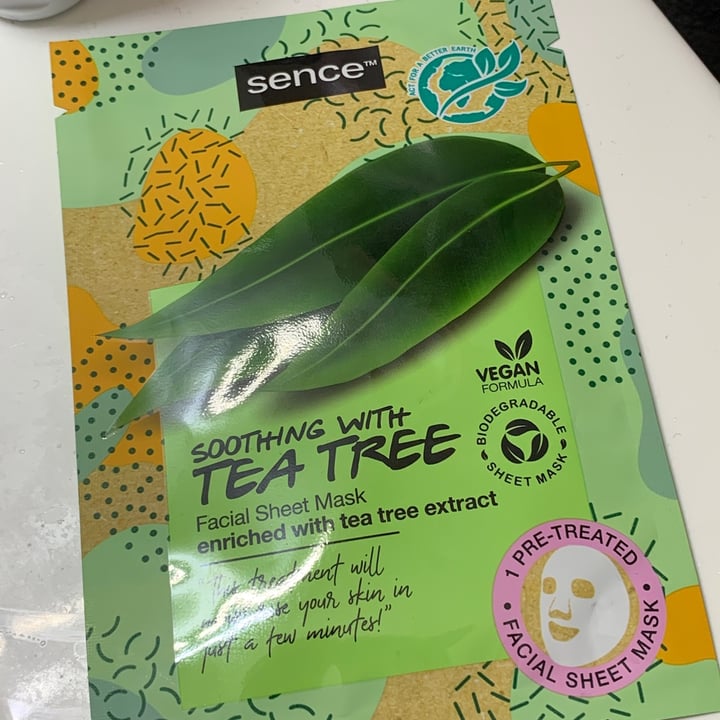 sence™
ACT FOR A BETTER EARTH
VEGAN
FORMULA
BIODEGRADABLE
SHEET MASK
SOOTHING WITH
TEA TREE
Facial Sheet Mask
enriched with tea tree extract
"This treatment will
your skin in
just a few minutes!"
1 PRE-TREATED
FACIAL SHEET MASK